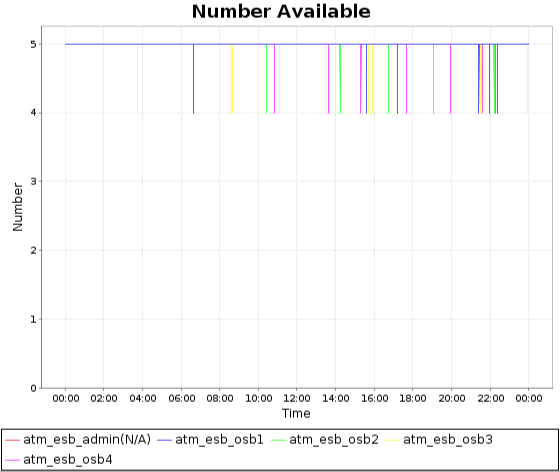 Number Available
5
4
3
2
1
0
Number
00:00 02:00 04:00 06:00 08:00 10:00 12:00 14:00 16:00 18:00 20:00 22:00 00:00
Time
atm_esb_admin(N/A) atm_esb_osb1 atm_esb_osb2 atm_esb_osb3
atm_esb_osb4